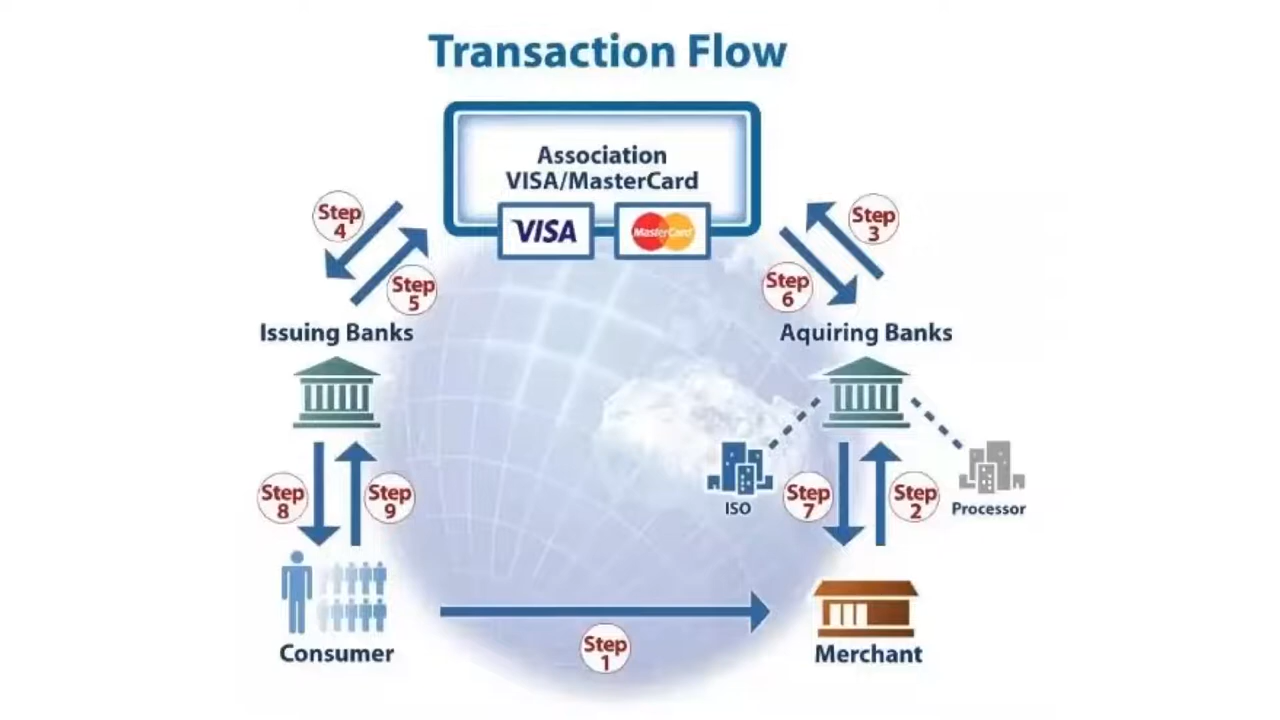 Transaction Flow
Association
VISA/MasterCard
VISA
MasterCard
Step
4
Step
5
Step
3
Step
6
Issuing Banks
Aquiring Banks
Step
8
Step
9
ISO
Step
7
Step
2
Processor
Consumer
Step
1
Merchant